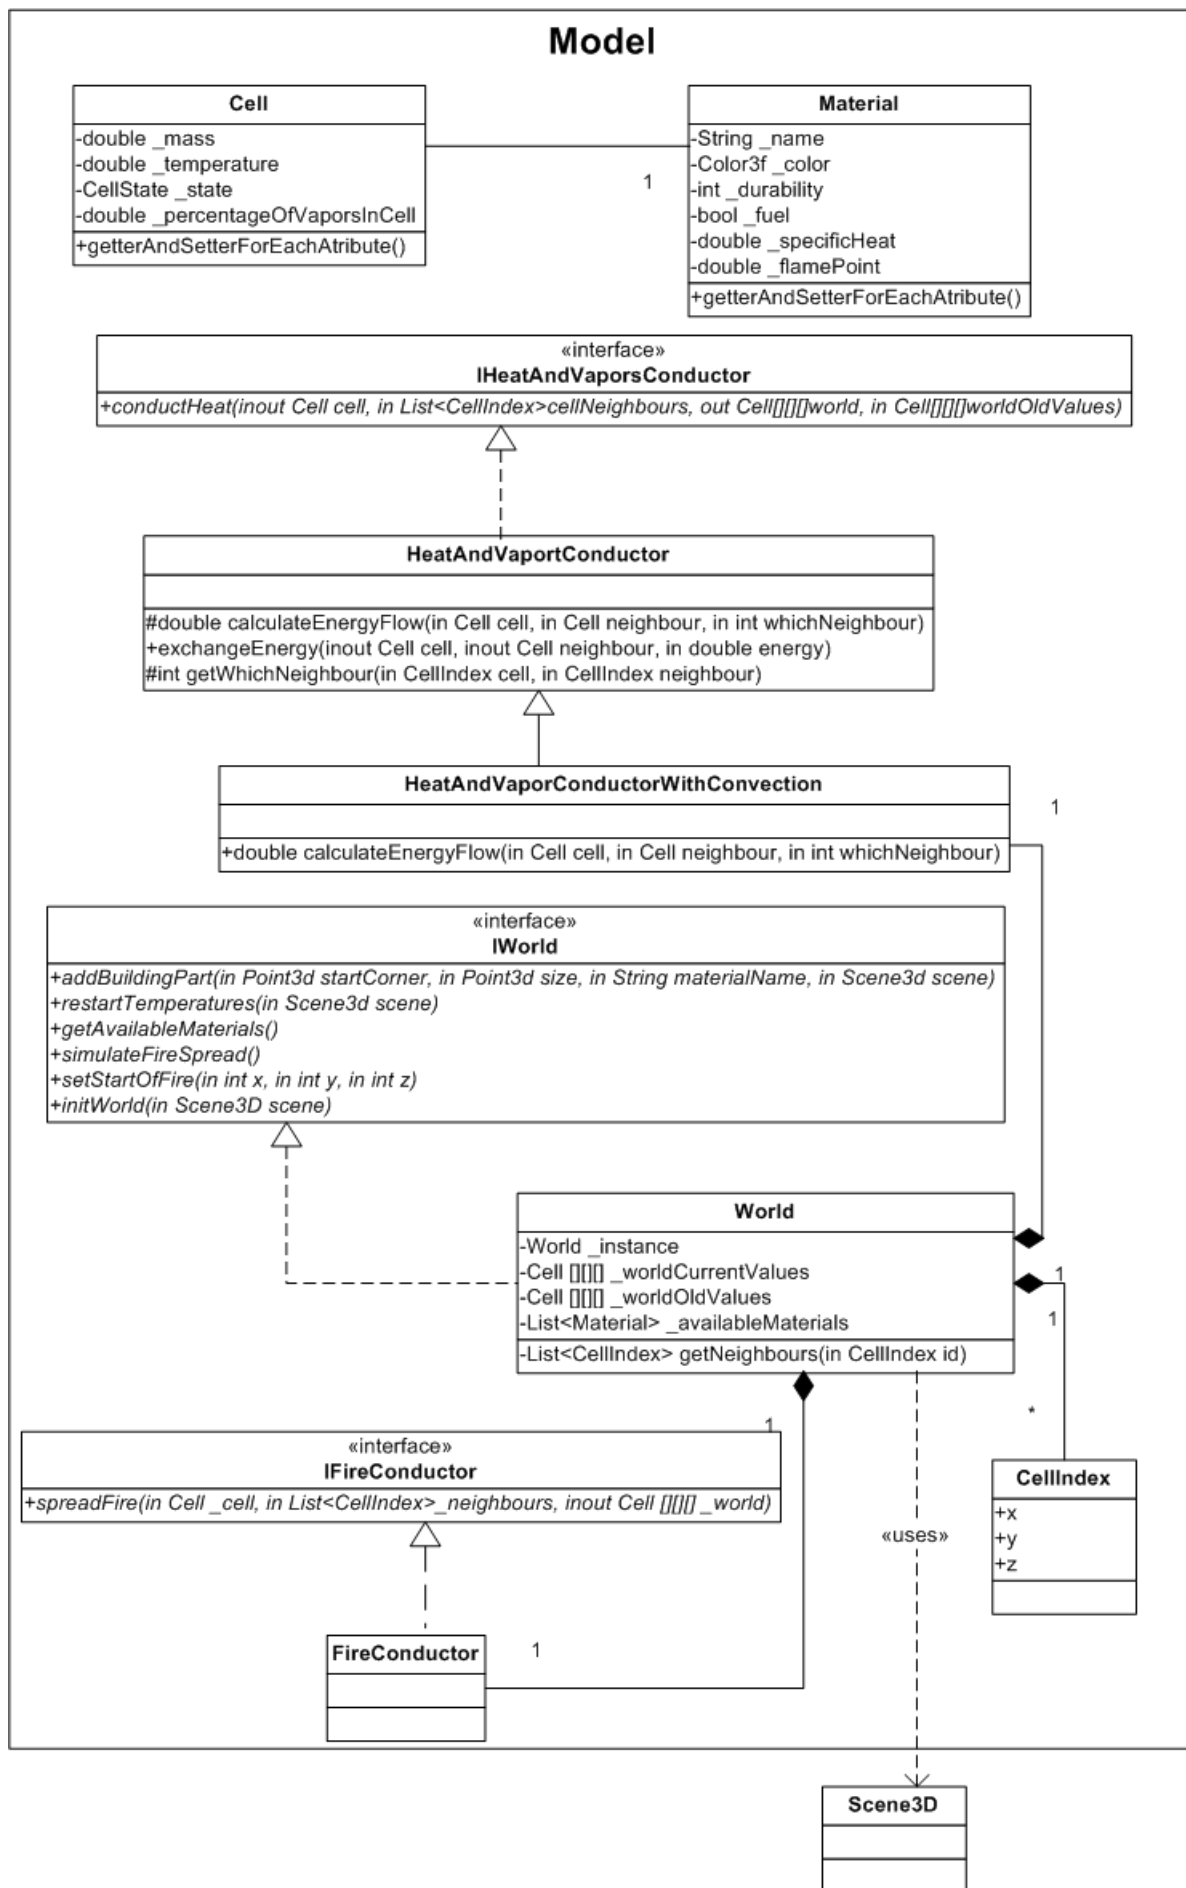 Model
Cell
-double _mass
-double _temperature
-CellState _state
-double _percentageOfVaporsInCell
+getterAndSetterForEachAtribute()
1
Material
-String _name
-Color3f _color
-int _durability
-bool _fuel
-double _specificHeat
-double _flamePoint
+getterAndSetterForEachAtribute()
«interface»
IHeatAndVaporsConductor
+conductHeat(inout Cell cell, in List<CellIndex>cellNeighbours, out Cell[][][]world, in Cell[][][]worldOldValues)
HeatAndVaportConductor
#double calculateEnergyFlow(in Cell cell, in Cell neighbour, in int whichNeighbour)
+exchangeEnergy(inout Cell cell, inout Cell neighbour, in double energy)
#int getWhichNeighbour(in CellIndex cell, in CellIndex neighbour)
HeatAndVaporConductorWithConvection
+double calculateEnergyFlow(in Cell cell, in Cell neighbour, in int whichNeighbour)
1
«interface»
IWorld
+addBuildingPart(in Point3d startCorner, in Point3d size, in String materialName, in Scene3d scene)
+restartTemperatures(in Scene3d scene)
+getAvailableMaterials()
+simulateFireSpread()
+setStartOfFire(in int x, in int y, in int z)
+initWorld(in Scene3D scene)
World
-World _instance
-Cell [][][] _worldCurrentValues
-Cell [][][] _worldOldValues
-List<Material> _availableMaterials
-List<CellIndex> getNeighbours(in CellIndex id)
1
1
*
1
«interface»
IFireConductor
+spreadFire(in Cell _cell, in List<CellIndex>_neighbours, inout Cell [][][] _world)
CellIndex
+x
+y
+z
«uses»
FireConductor
1
Scene3D